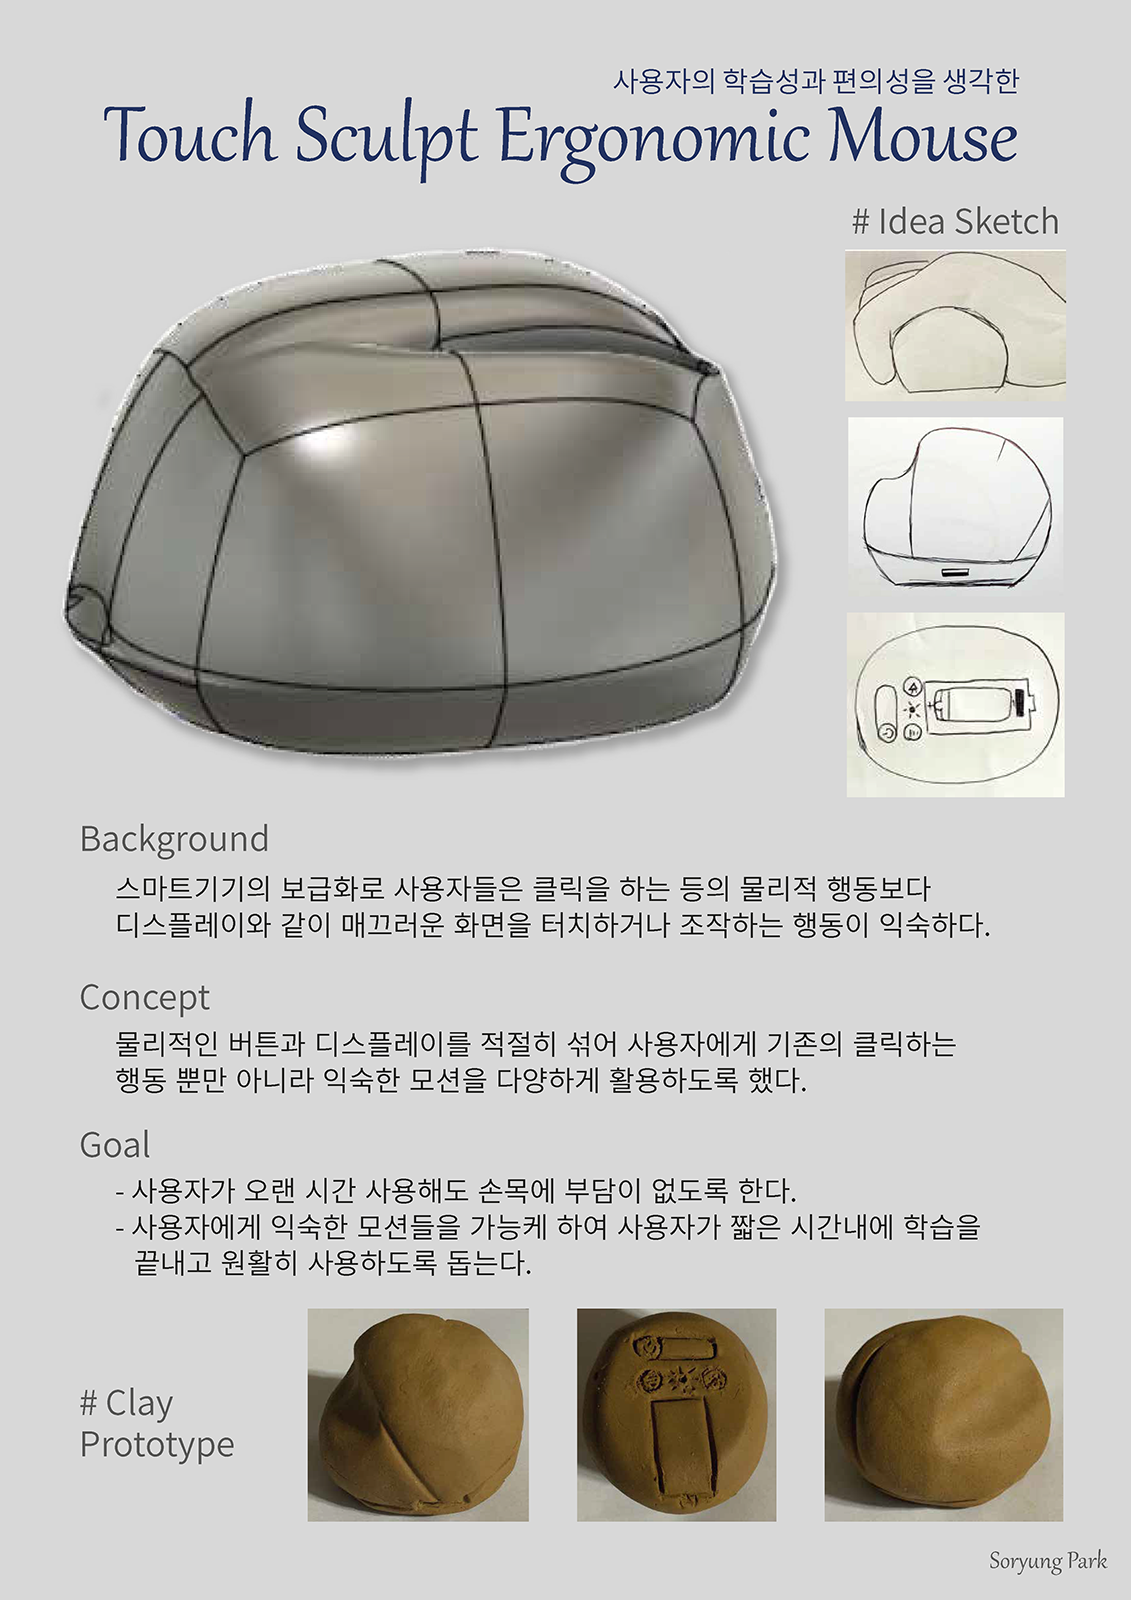 사용자의 학습성과 편의성을 생각한
Touch Sculpt Ergonomic Mouse
# Idea Sketch
Background
스마트기기의 보급화로 사용자들은 클릭을 하는 등의 물리적 행동보다
디스플레이와 같이 매끄러운 화면을 터치하거나 조작하는 행동이 익숙하다.
Concept
물리적인 버튼과 디스플레이를 적절히 섞어 사용자에게 기존의 클릭하는
행동 뿐만 아니라 익숙한 모션을 다양하게 활용하도록 했다.
Goal
- 사용자가 오랜 시간 사용해도 손목에 부담이 없도록 한다.
- 사용자에게 익숙한 모션들을 가능케 하여 사용자가 짧은 시간내에 학습을
끝내고 원활히 사용하도록 돕는다.
# Clay
Prototype
Soryung Park